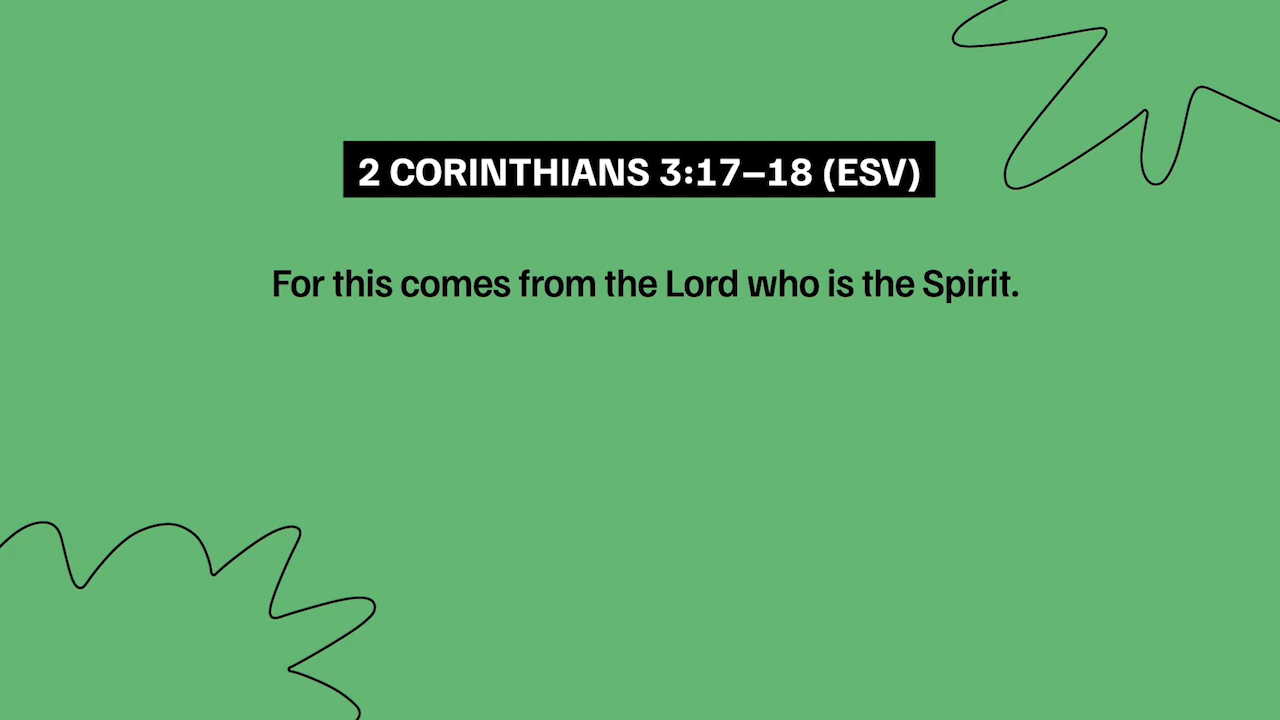 2 CORINTHIANS 3:17–18 (ESV)
For this comes from the Lord who is the Spirit.